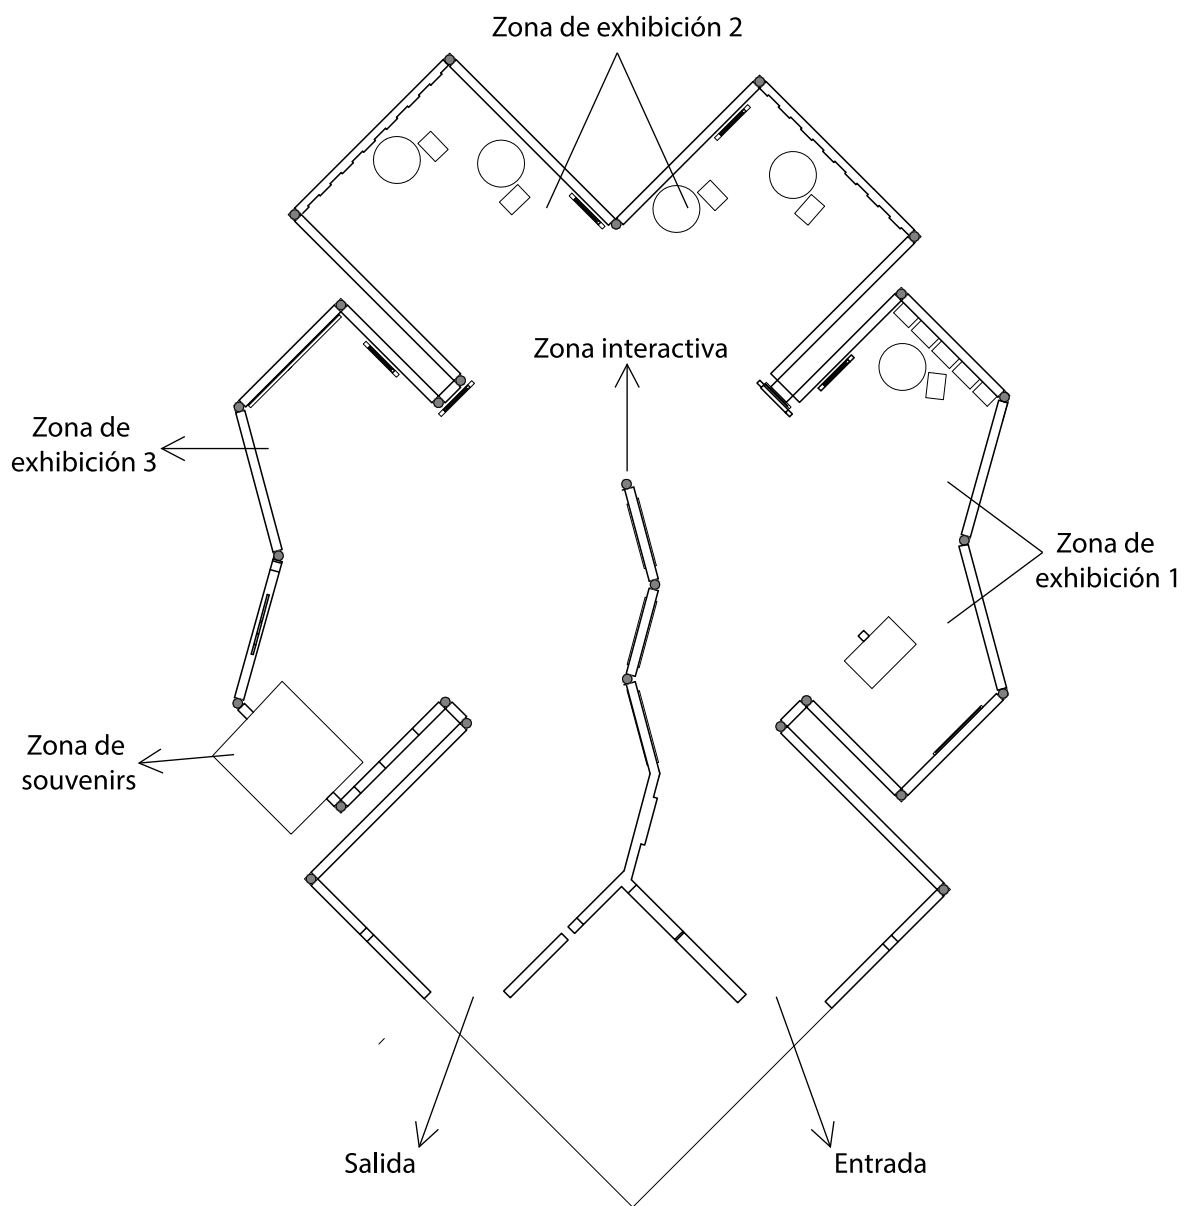 Zona de exhibición 2
Zona interactiva
Zona de
exhibición 3
Zona de
exhibición 1
Zona de
souvenirs
Salida
Entrada